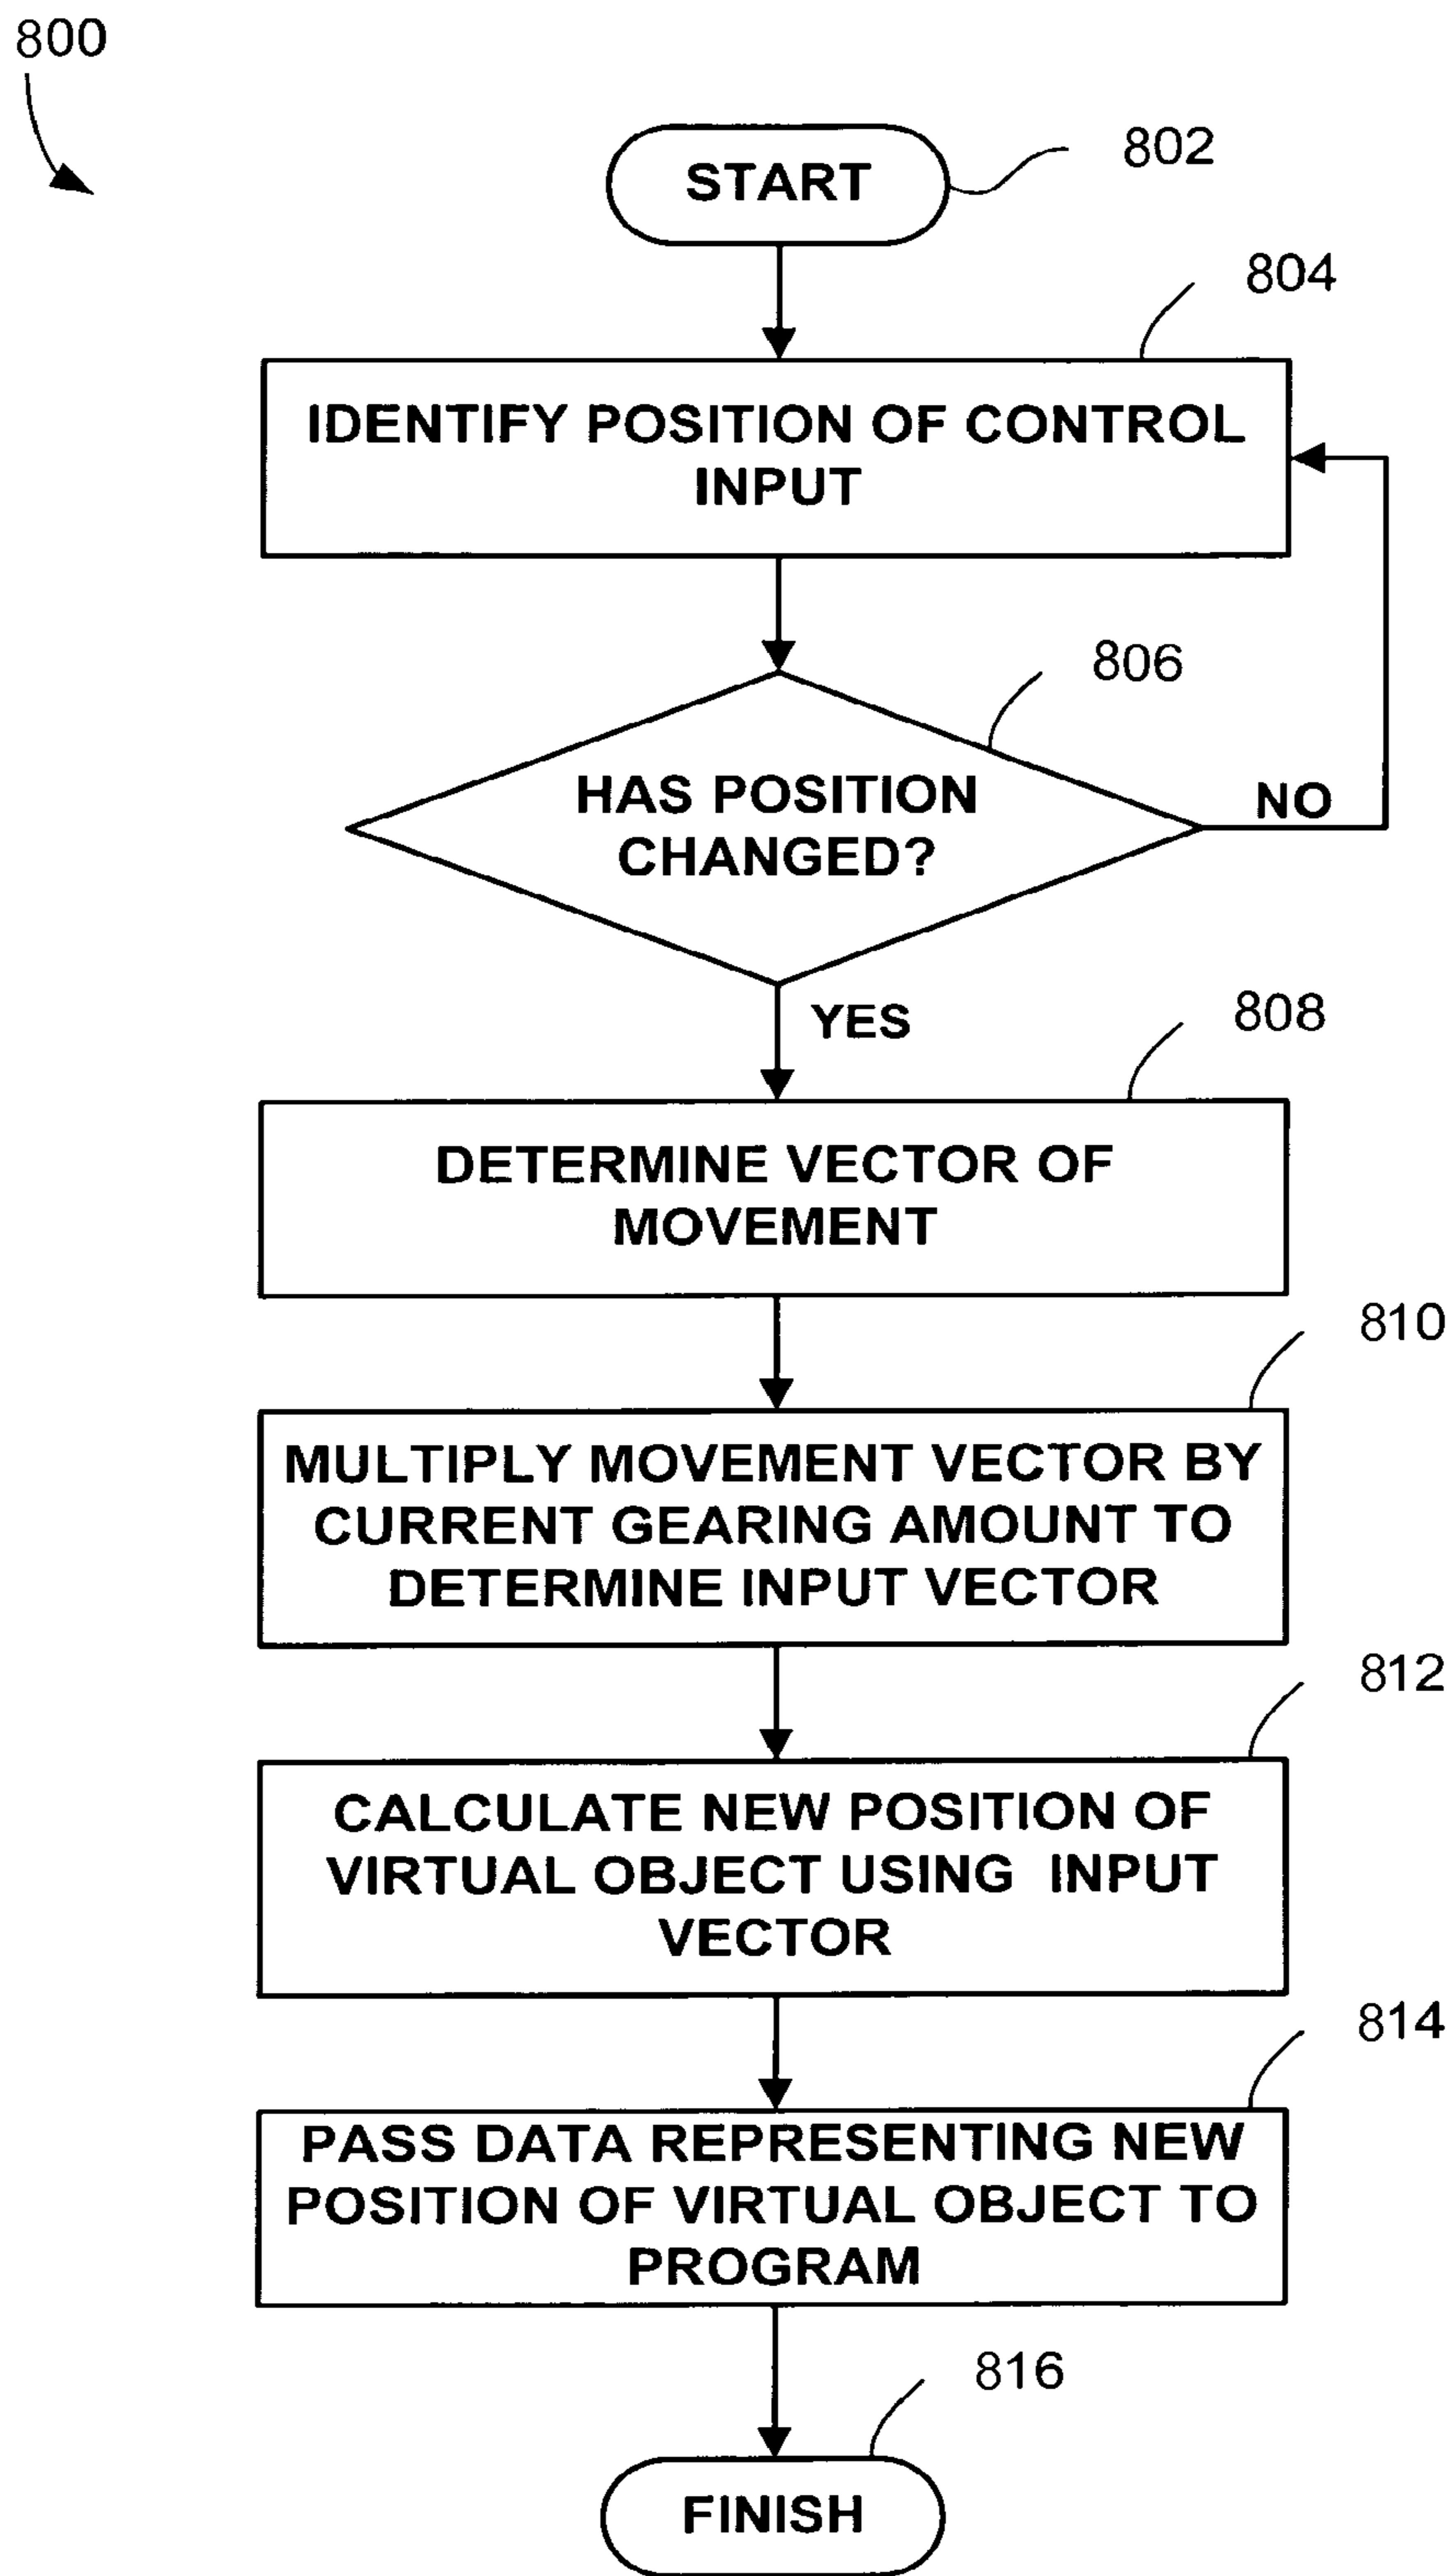 800
START
802
804
IDENTIFY POSITION OF CONTROL
INPUT
806
HAS POSITION
CHANGED?
NO
YES
808
DETERMINE VECTOR OF
MOVEMENT
810
MULTIPLY MOVEMENT VECTOR BY
CURRENT GEARING AMOUNT TO
DETERMINE INPUT VECTOR
812
CALCULATE NEW POSITION OF
VIRTUAL OBJECT USING INPUT
VECTOR
814
PASS DATA REPRESENTING NEW
POSITION OF VIRTUAL OBJECT TO
PROGRAM
816
FINISH